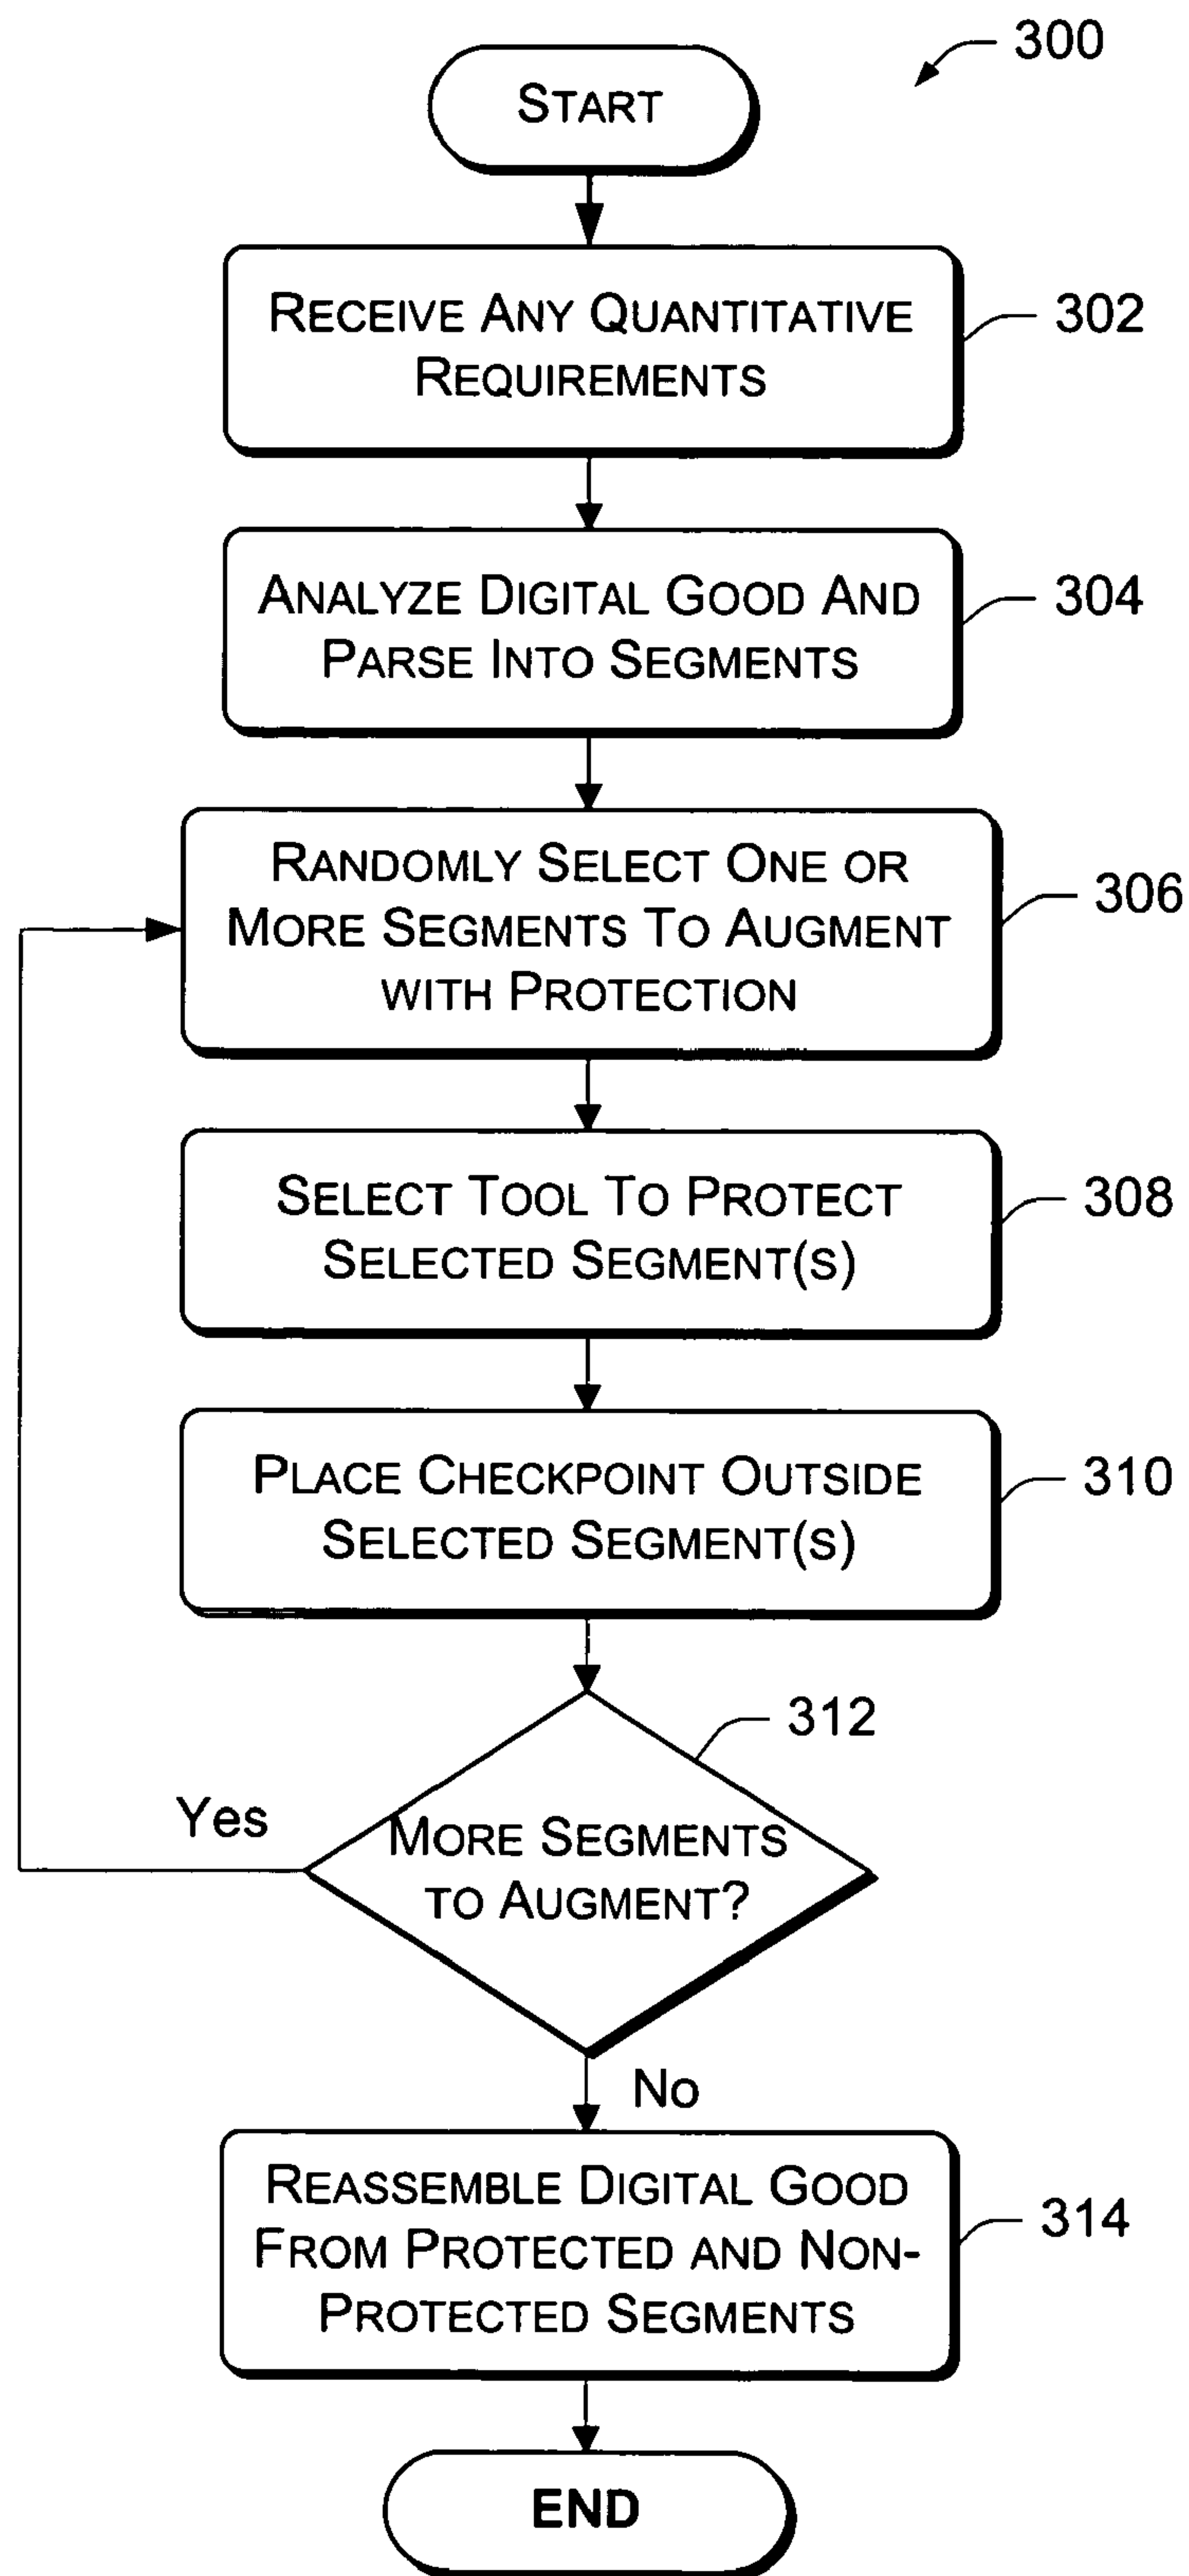 300
START
RECEIVE ANY QUANTITATIVE
REQUIREMENTS
302
ANALYZE DIGITAL GOOD AND
PARSE INTO SEGMENTS
304
RANDOMLY SELECT ONE OR
MORE SEGMENTS TO AUGMENT
WITH PROTECTION
306
SELECT TOOL TO PROTECT
SELECTED SEGMENT(S)
308
PLACE CHECKPOINT OUTSIDE
SELECTED SEGMENT(S)
310
312
Yes
MORE SEGMENTS
TO AUGMENT?
No
REASSEMBLE DIGITAL GOOD
FROM PROTECTED AND NON-
PROTECTED SEGMENTS
314
END